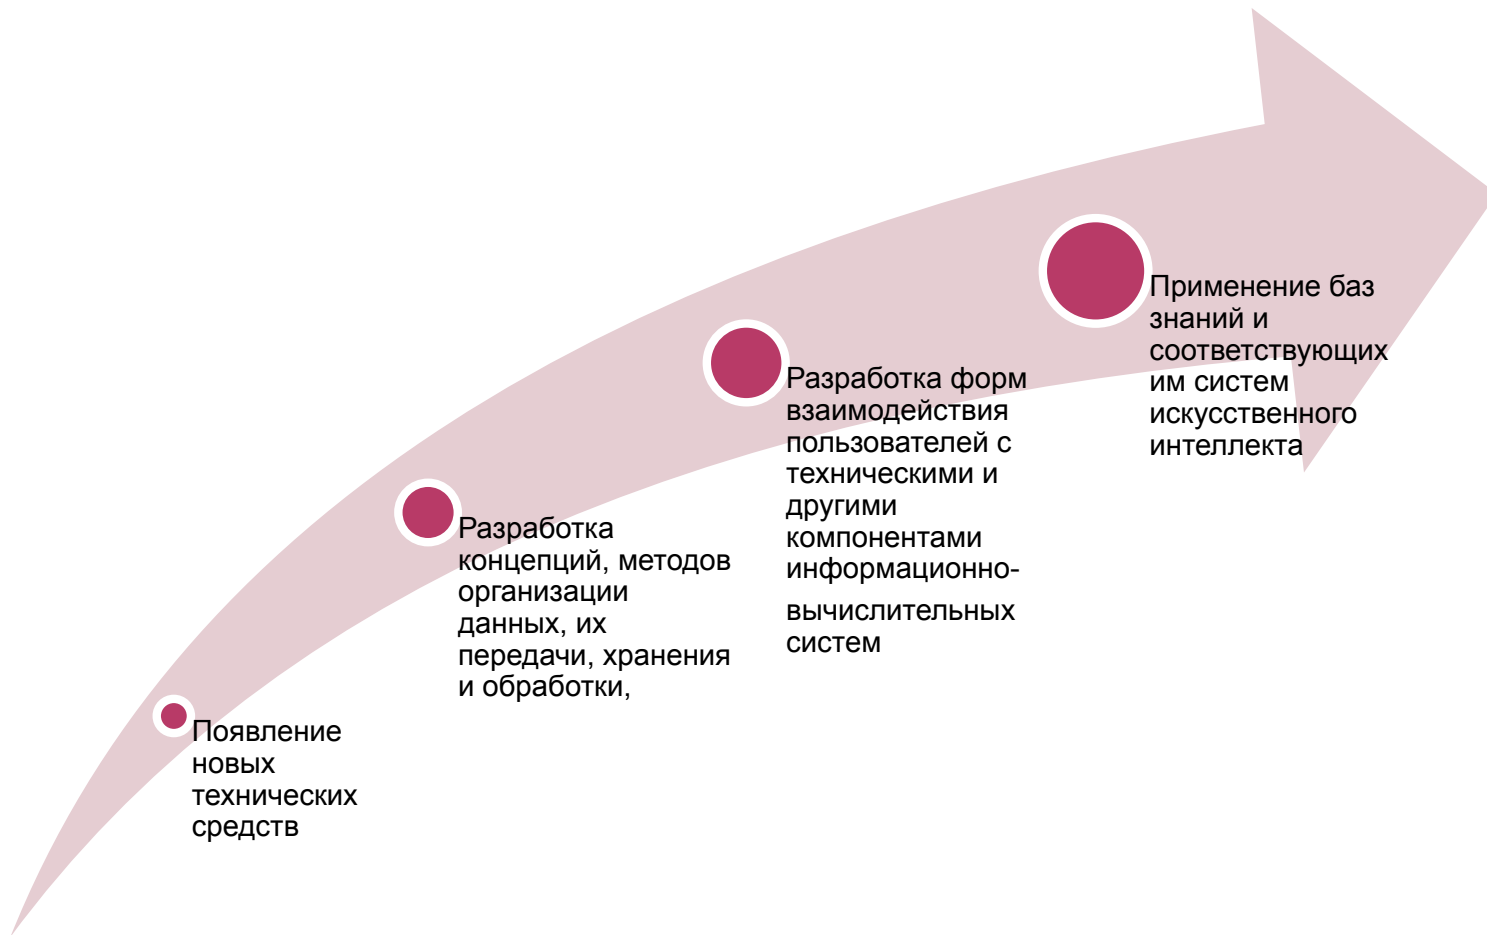 Появление
новых
технических
средств
Разработка
концепций, методов
организации
данных, их
передачи, хранения
и обработки,
Разработка форм
взаимодействия
пользователей с
техническими и
другими
компонентами
информационно-
вычислительных
систем
Применение баз
знаний и
соответствующих
им систем
искусственного
интеллекта